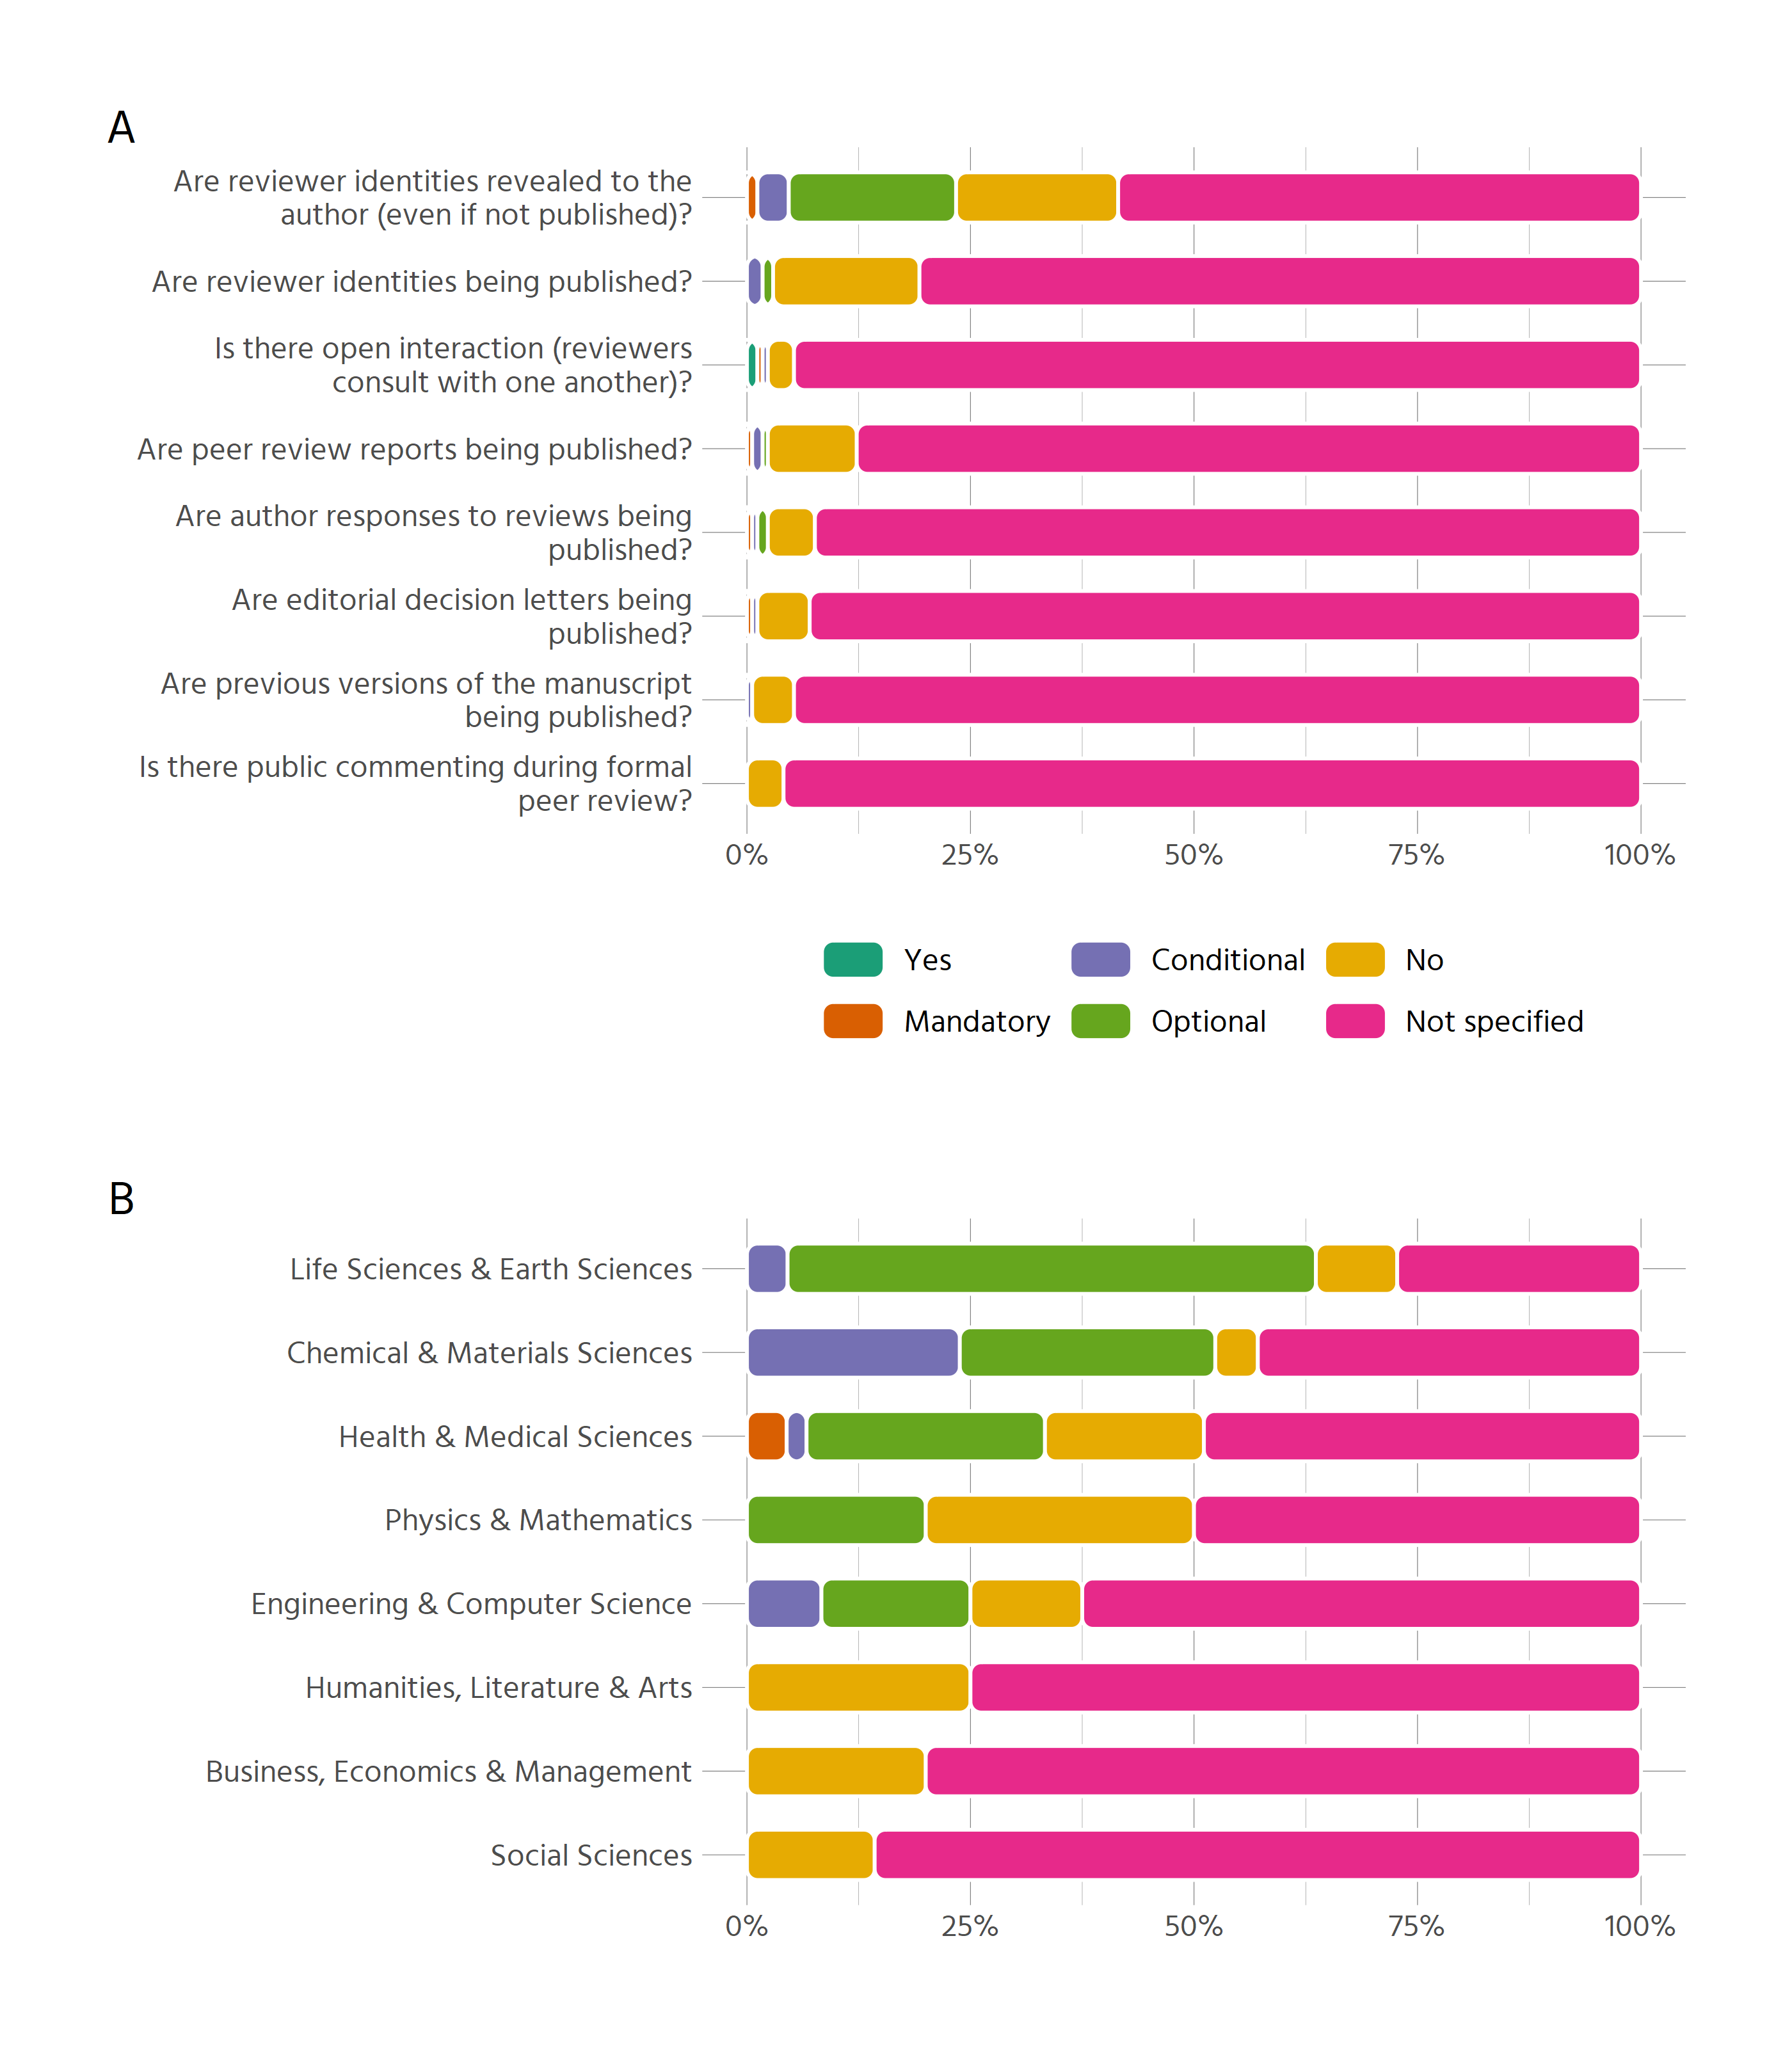 A
Are reviewer identities revealed to the
author (even if not published)?
Are reviewer identities being published?
Is there open interaction (reviewers
consult with one another)?
Are peer review reports being published?
Are author responses to reviews being
published?
Are editorial decision letters being
published?
Are previous versions of the manuscript
being published?
Is there public commenting during formal
peer review?
0% 25% 50% 75% 100%
Yes Conditional No
Mandatory Optional Not specified
B
Life Sciences & Earth Sciences
Chemical & Materials Sciences
Health & Medical Sciences
Physics & Mathematics
Engineering & Computer Science
Humanities, Literature & Arts
Business, Economics & Management
Social Sciences
0% 25% 50% 75% 100%